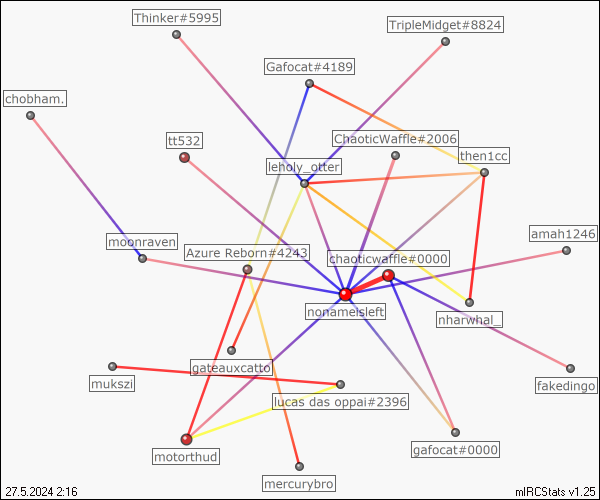 Thinker#5995
TripleMidget#8824
Gafocat#4189
chobham.
tt532
ChaoticWaffle#2006
then1cc
leholy_otter
amah1246
moonraven
Azure Reborn#4243
chaoticwaffle#0000
nonameisleft
nharwhal_
gateauxcatto
mukszi
fakedingo
lucas das oppai#2396
motorthud
gafocat#0000
mercurybro
27.5.2024 2:16
mIRCStats v1.25